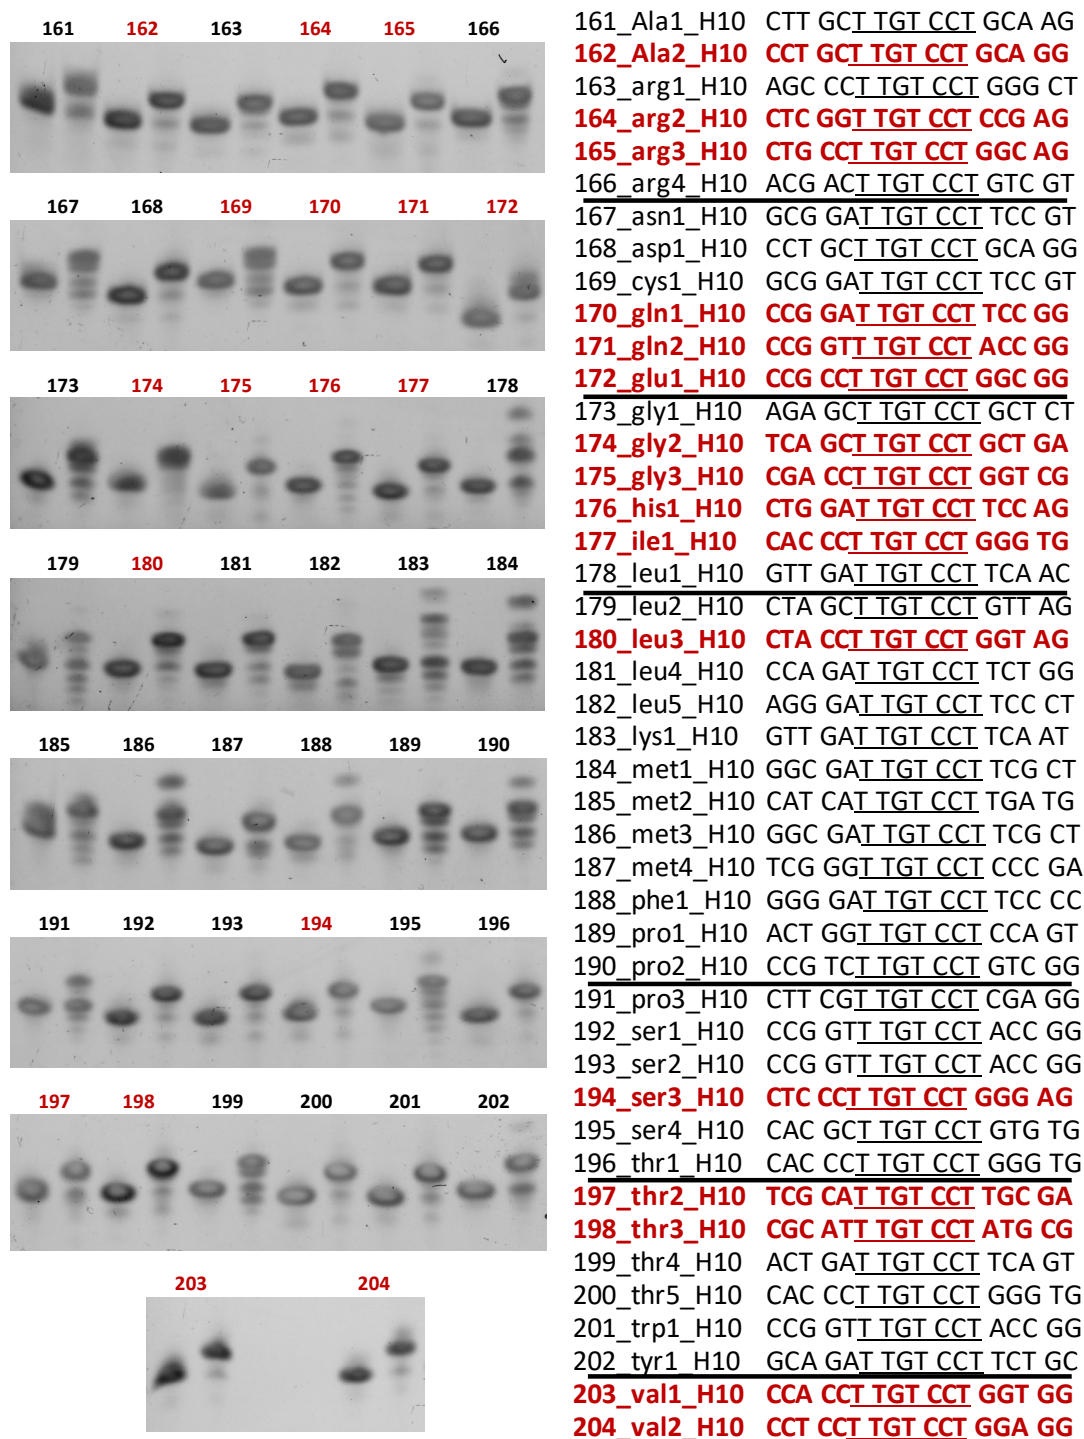 161 162 163 164 165 166
167 168 169 170 171 172
173 174 175 176 177 178
179 180 181 182 183 184
185 186 187 188 189 190
191 192 193 194 195 196
197 198 199 200 201 202
203 204
161_Ala1_H10 CTT GCT TGT CCT GCA AG
162_Ala2_H10 CCT GCT TGT CCT GCA GG
163_arg1_H10 AGC CCT TGT CCT GGG CT
164_arg2_H10 CTC GGT TGT CCT CCG AG
165_arg3_H10 CTG CCT TGT CCT GGC AG
166_arg4_H10 ACG ACT TGT CCT GTC GT
167_asn1_H10 GCG GAT TGT CCT TCC GT
168_asp1_H10 CCT GCT TGT CCT GCA GG
169_cys1_H10 GCG GAT TGT CCT TCC GT
170_gln1_H10 CCG GAT TGT CCT TCC GG
171_gln2_H10 CCG GTT TGT CCT ACC GG
172_glu1_H10 CCG CCT TGT CCT GGC GG
173_gly1_H10 AGA GCT TGT CCT GCT CT
174_gly2_H10 TCA GCT TGT CCT GCT GA
175_gly3_H10 CGA CCT TGT CCT GGT CG
176_his1_H10 CTG GAT TGT CCT TCC AG
177_ile1_H10 CAC CCT TGT CCT GGG TG
178_leu1_H10 GTT GAT TGT CCT TCA AC
179_leu2_H10 CTA GCT TGT CCT GTT AG
180_leu3_H10 CTA CCT TGT CCT GGT AG
181_leu4_H10 CCA GAT TGT CCT TCT GG
182_leu5_H10 AGG GAT TGT CCT TCC CT
183_lys1_H10 GTT GAT TGT CCT TCA AT
184_met1_H10 GGC GAT TGT CCT TCG CT
185_met2_H10 CAT CAT TGT CCT TGA TG
186_met3_H10 GGC GAT TGT CCT TCG CT
187_met4_H10 TCG GGT TGT CCT CCC GA
188_phe1_H10 GGG GAT TGT CCT TCC CC
189_pro1_H10 ACT GGT TGT CCT CCA GT
190_pro2_H10 CCG TCT TGT CCT GTC GG
191_pro3_H10 CTT CGT TGT CCT CGA GG
192_ser1_H10 CCG GTT TGT CCT ACC GG
193_ser2_H10 CCG GTT TGT CCT ACC GG
194_ser3_H10 CTC CCT TGT CCT GGG AG
195_ser4_H10 CAC GCT TGT CCT GTG TG
196_thr1_H10 CAC CCT TGT CCT GGG TG
197_thr2_H10 TCG CAT TGT CCT TGC GA
198_thr3_H10 CGC ATT TGT CCT ATG CG
199_thr4_H10 ACT GAT TGT CCT TCA GT
200_thr5_H10 CAC CCT TGT CCT GGG TG
201_trp1_H10 CCG GTT TGT CCT ACC GG
202_tyr1_H10 GCA GAT TGT CCT TCT GC
203_val1_H10 CCA CCT TGT CCT GGT GG
204_val2_H10 CCT CCT TGT CCT GGA GG